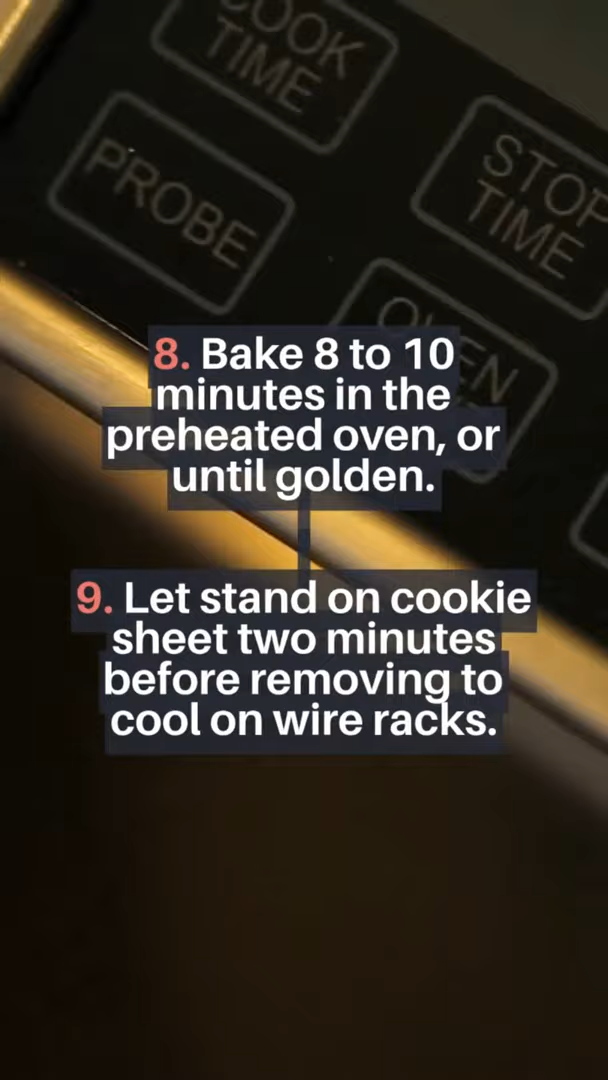 COOK
TIME
PROBE
STOP
TIME
OVEN
8. Bake 8 to 10
minutes in the
preheated oven, or
until golden.
9. Let stand on cookie
sheet two minutes
before removing to
cool on wire racks.